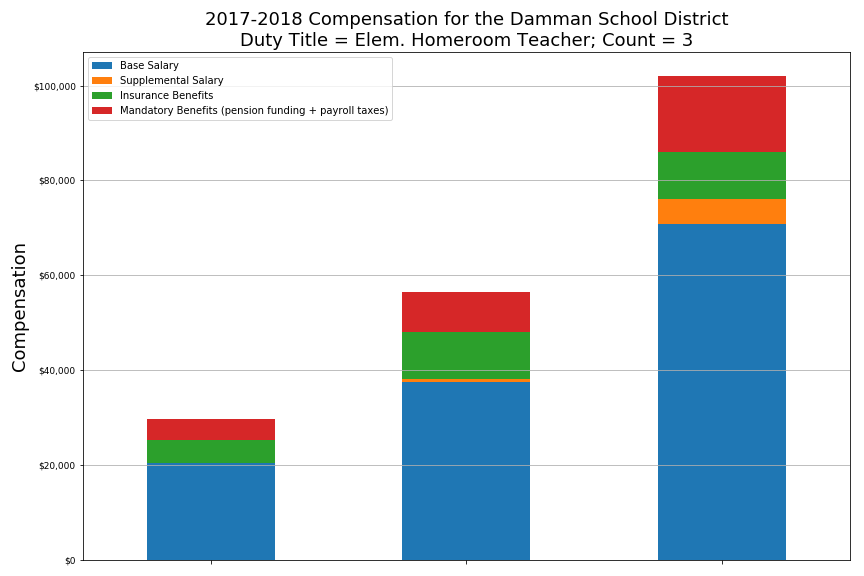 2017-2018 Compensation for the Damman School District
Duty Title = Elem. Homeroom Teacher; Count = 3
Base Salary
Supplemental Salary
Insurance Benefits
Mandatory Benefits (pension funding + payroll taxes)
$100,000
$80,000
$60,000
$40,000
$20,000
$0
Compensation